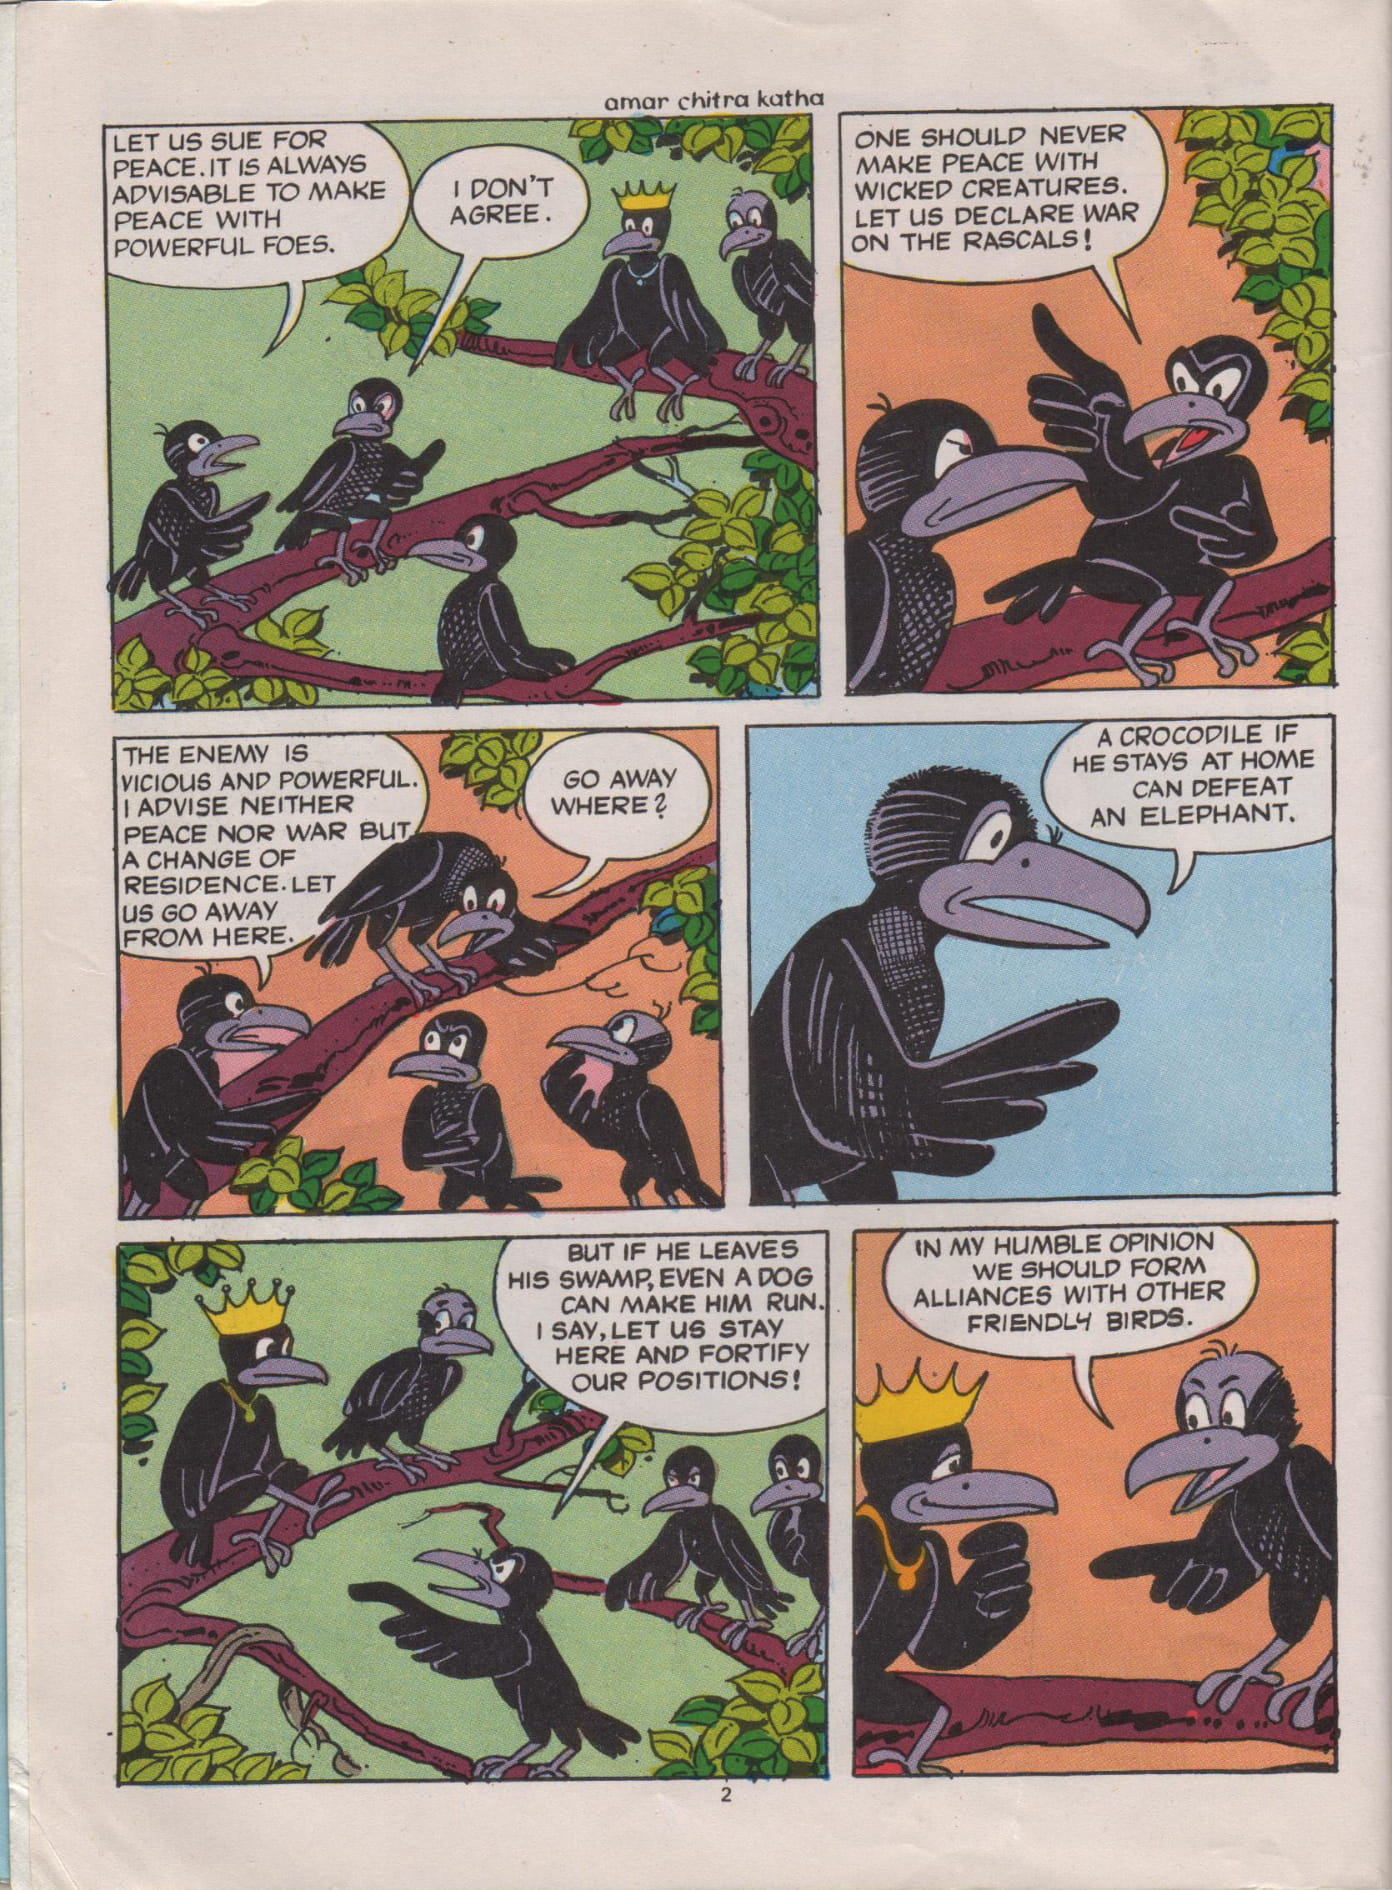 amar chitra katha
LET US SUE FOR
PEACE. IT IS ALWAYS
ADVISABLE TO MAKE
PEACE WITH
POWERFUL FOES.
I DON'T
AGREE.
ONE SHOULD NEVER
MAKE PEACE WITH
WICKED CREATURES.
LET US DECLARE WAR
ON THE RASCALS!
THE ENEMY IS
VICIOUS AND POWERFUL.
I ADVISE NEITHER
PEACE NOR WAR BUT
A CHANGE OF
RESIDENCE. LET
US GO AWAY
FROM HERE.
GO AWAY
WHERE?
A CROCODILE IF
HE STAYS AT HOME
CAN DEFEAT
AN ELEPHANT.
BUT IF HE LEAVES
HIS SWAMP, EVEN A DOG
CAN MAKE HIM RUN.
I SAY, LET US STAY
HERE AND FORTIFY
OUR POSITIONS!
IN MY HUMBLE OPINION
WE SHOULD FORM
ALLIANCES WITH OTHER
FRIENDLY BIRDS.
2